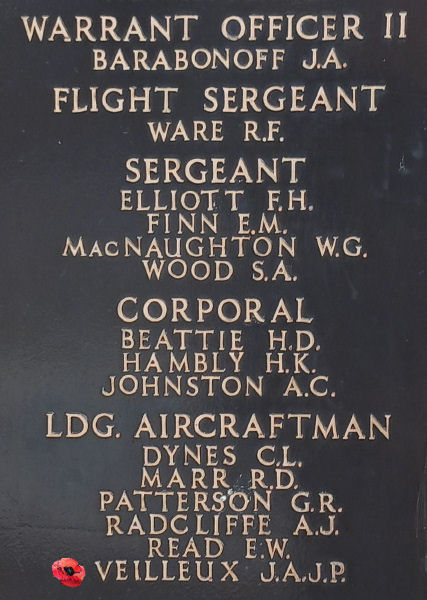 WARRANT OFFICER II
BARABONOFF J.A.
FLIGHT SERGEANT
WARE R.F.
SERGEANT
ELLIOTT F.H.
FINN E.M.
MACNAUGHTON W.G.
WOOD S.A.
CORPORAL
BEATTIE H.D.
HAMBLY H.K.
JOHNSTON A.C.
LDG. AIRCRAFTMAN
DYNES C.L.
MARR R.D.
PATTERSON G.R.
RADCLIFFE A.J.
READ E.W.
VEILLEUX J.A.J.P.